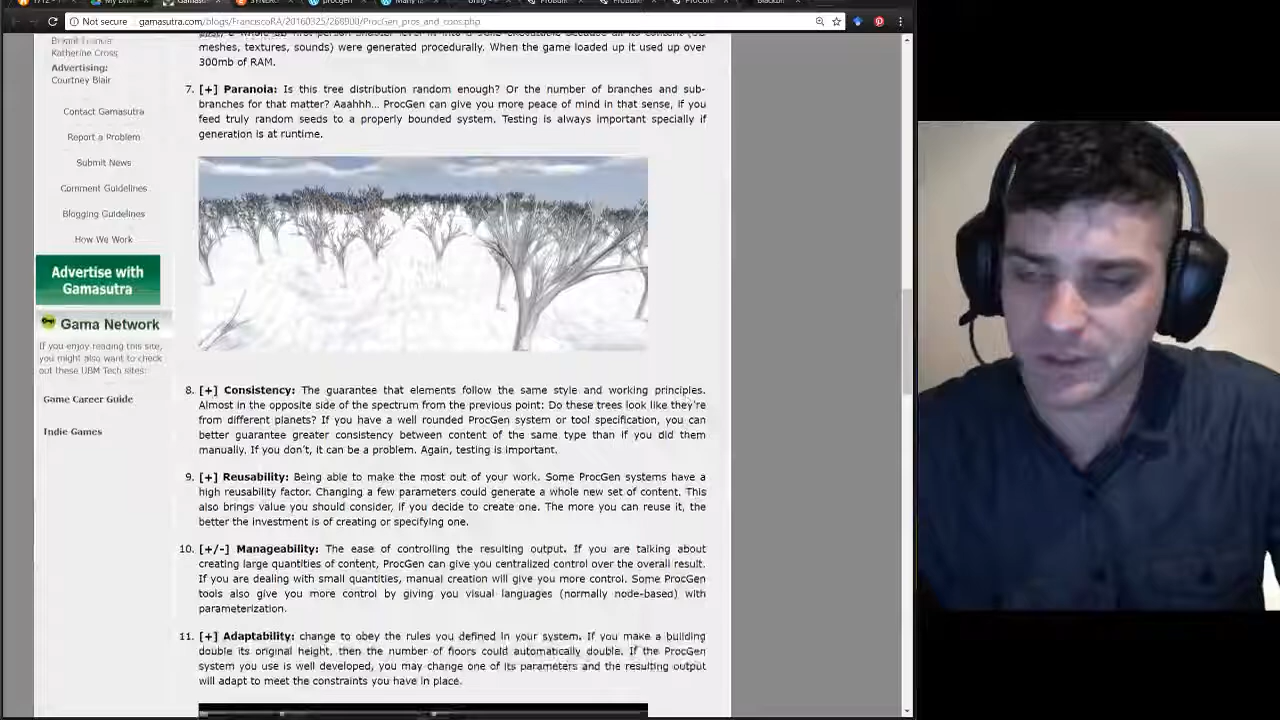 Not secure
gamasutra.com/blogs/FranciscoRA/20160325/268900/ProcGen_pros_and_cons.php
Bryant Francis
Katherine Cross
Advertising:
Courtney Blair
Contact Gamasutra
Report a Problem
Submit News
Comment Guidelines
Blogging Guidelines
How We Work
Advertise with
Gamasutra
Gama Network
If you enjoy reading this site,
you might also want to check
out these UBM Tech sites:
Game Career Guide
Indie Games
meshes, textures, sounds) were generated procedurally. When the game loaded up it used up over
300mb of RAM.
7. [+] Paranoia: Is this tree distribution random enough? Or the number of branches and sub-
branches for that matter? Aaahhh... ProcGen can give you more peace of mind in that sense, if you
feed truly random seeds to a properly bounded system. Testing is always important specially if
generation is at runtime.
8. [+] Consistency: The guarantee that elements follow the same style and working principles.
Almost in the opposite side of the spectrum from the previous point: Do these trees look like they're
from different planets? If you have a well rounded ProcGen system or tool specification, you can
better guarantee greater consistency between content of the same type than if you did them
manually. If you don't, it can be a problem. Again, testing is important.
9. [+] Reusability: Being able to make the most out of your work. Some ProcGen systems have a
high reusability factor. Changing a few parameters could generate a whole new set of content. This
also brings value you should consider, if you decide to create one. The more you can reuse it, the
better the investment is of creating or specifying one.
10. [+/-] Manageability: The ease of controlling the resulting output. If you are talking about
creating large quantities of content, ProcGen can give you centralized control over the overall result.
If you are dealing with small quantities, manual creation will give you more control. Some ProcGen
tools also give you more control by giving you visual languages (normally node-based) with
parameterization.
11. [+] Adaptability: change to obey the rules you defined in your system. If you make a building
double its original height, then the number of floors could automatically double. If the ProcGen
system you use is well developed, you may change one of its parameters and the resulting output
will adapt to meet the constraints you have in place.